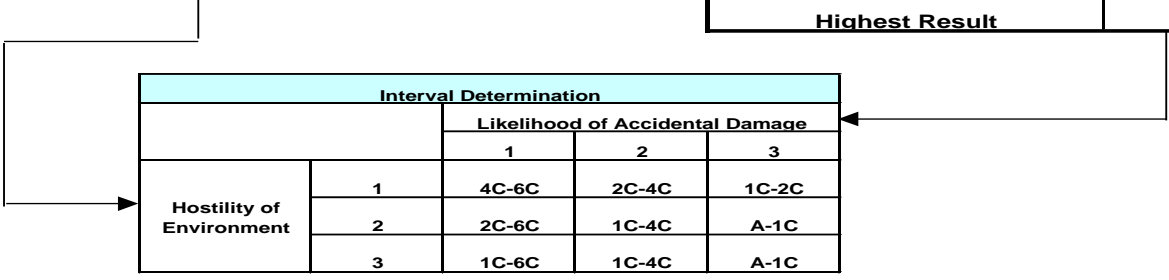 Highest Result
Interval Determination
Likelihood of Accidental Damage
1 2 3
Hostility of
Environment
1 4C-6C 2C-4C 1C-2C
2 2C-6C 1C-4C A-1C
3 1C-6C 1C-4C A-1C